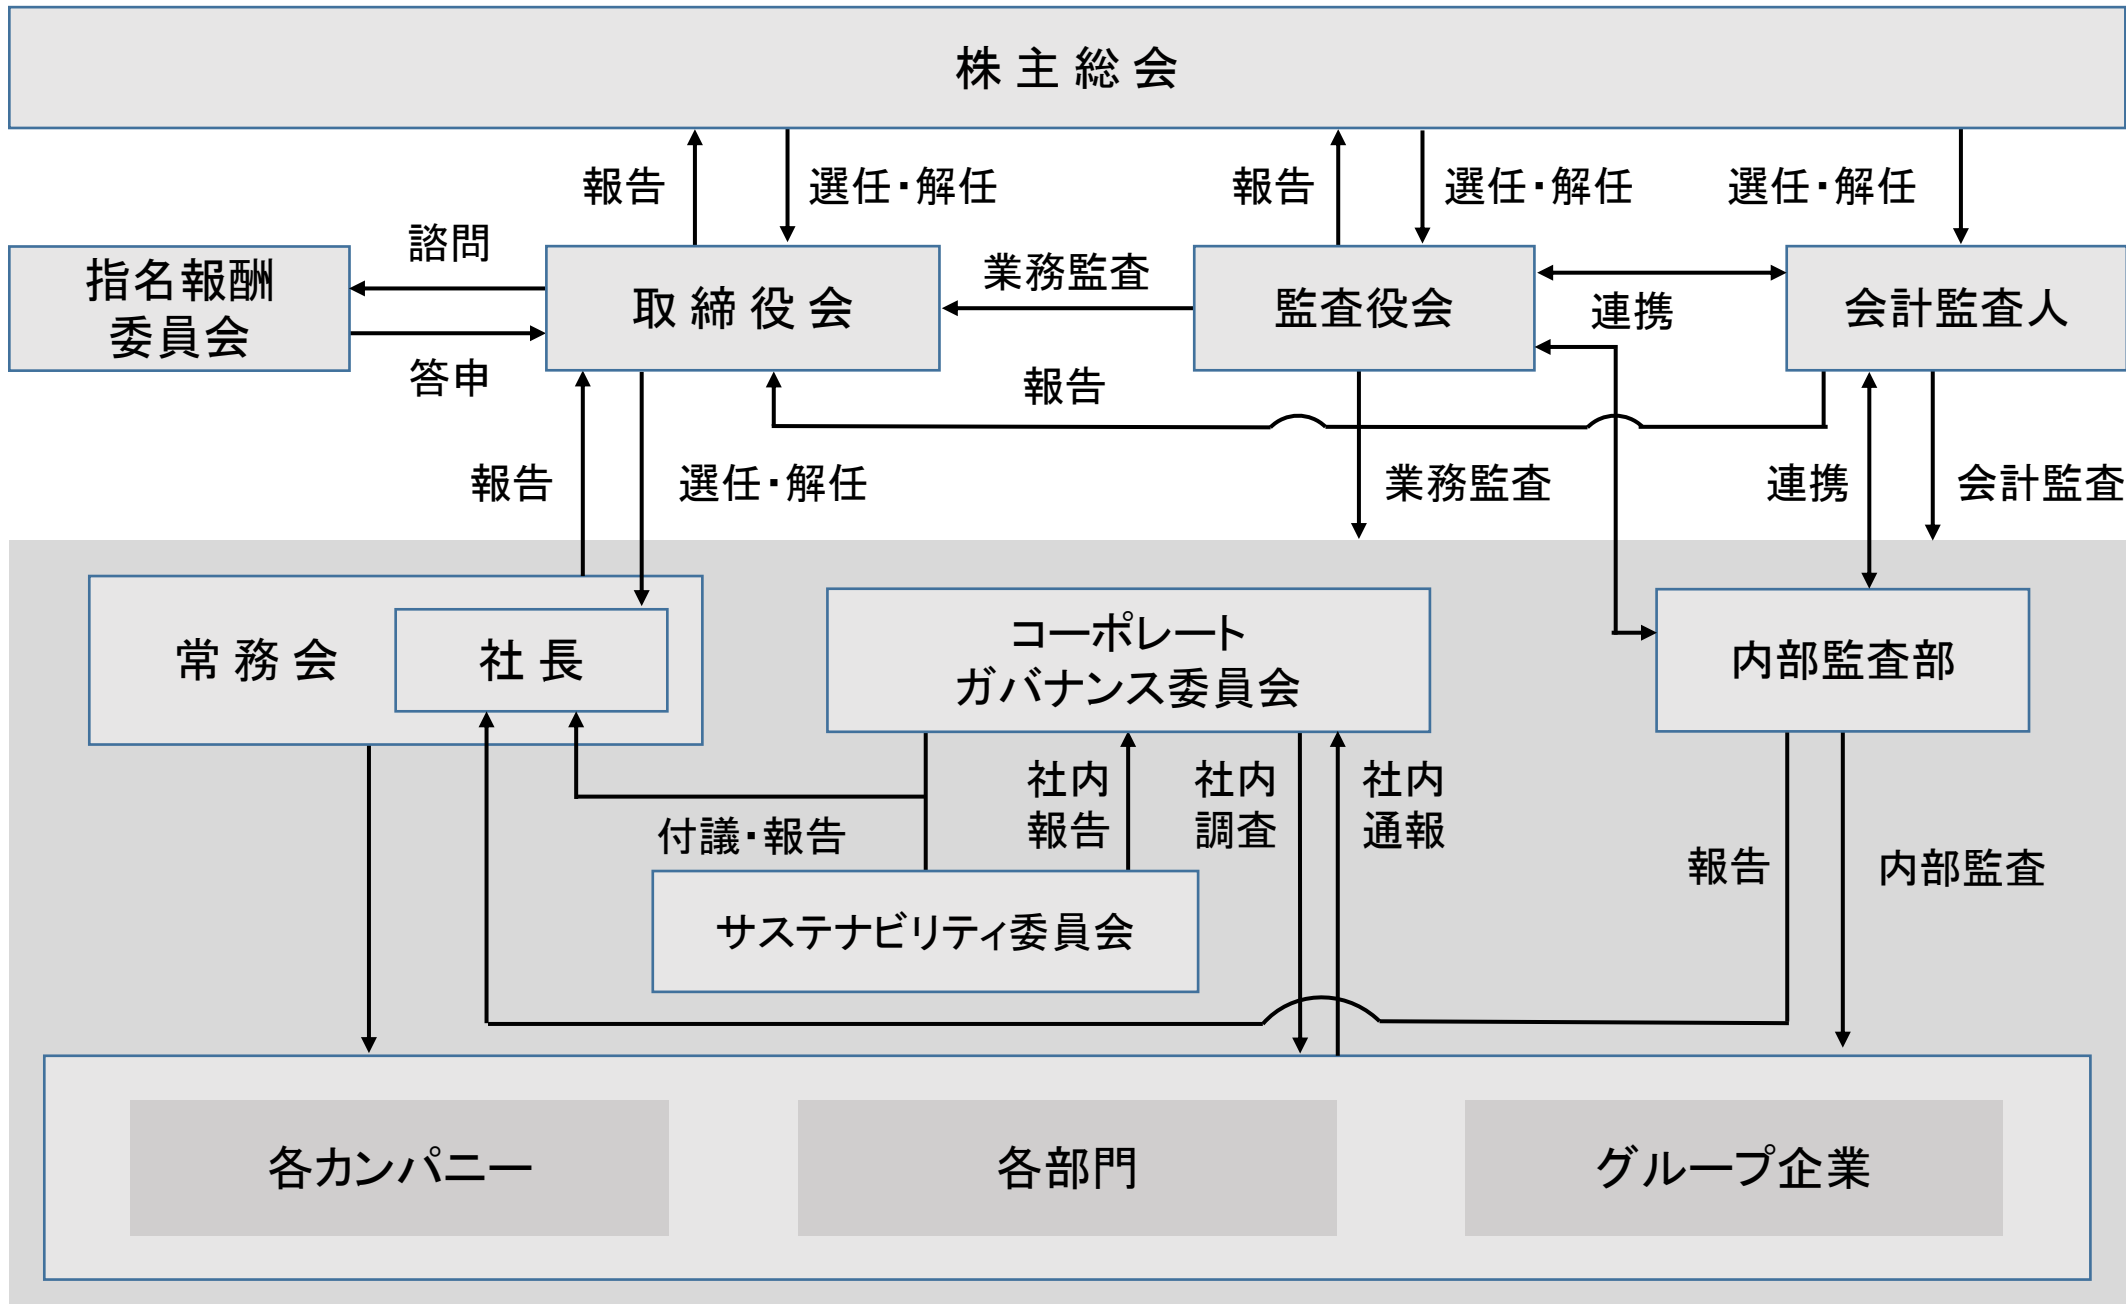 株主総会
報告
選任・解任
報告
選任・解任
選任・解任
諮問
指名報酬
委員会
取締役会
業務監査
監査役会
連携
会計監査人
答申
報告
報告
選任・解任
業務監査
連携
会計監査
常務会
社長
コーポレート
ガバナンス委員会
内部監査部
社内
報告
社内
調査
社内
通報
付議・報告
報告
内部監査
サステナビリティ委員会
各カンパニー
各部門
グループ企業